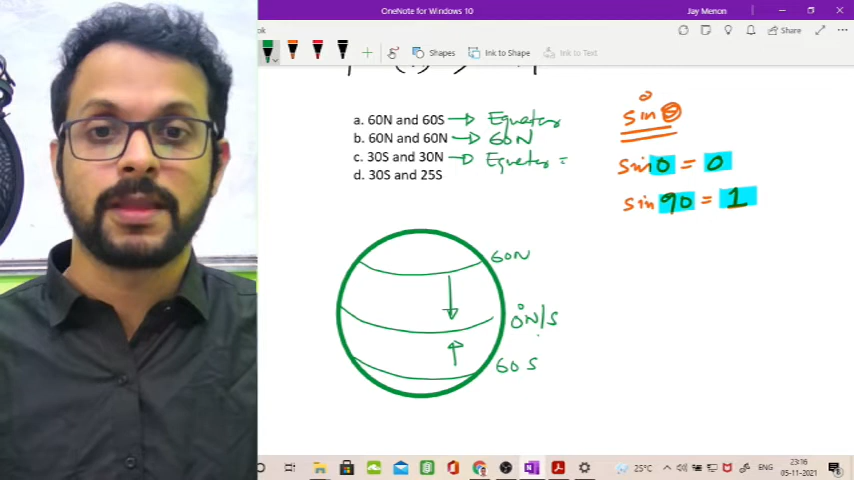 OneNote for Windows 10
Jay Menon
Share
Shapes
Ink to Shape
Ink to Text
a. 60N and 60S → Equator
b. 60N and 60N → 60N
c. 30S and 30N → Equator =
d. 30S and 25S
sin θ
sin 0 = 0
sin 90 = 1
60N
0°N/S
60 S
25°C
ENG
23:16
05-11-2021